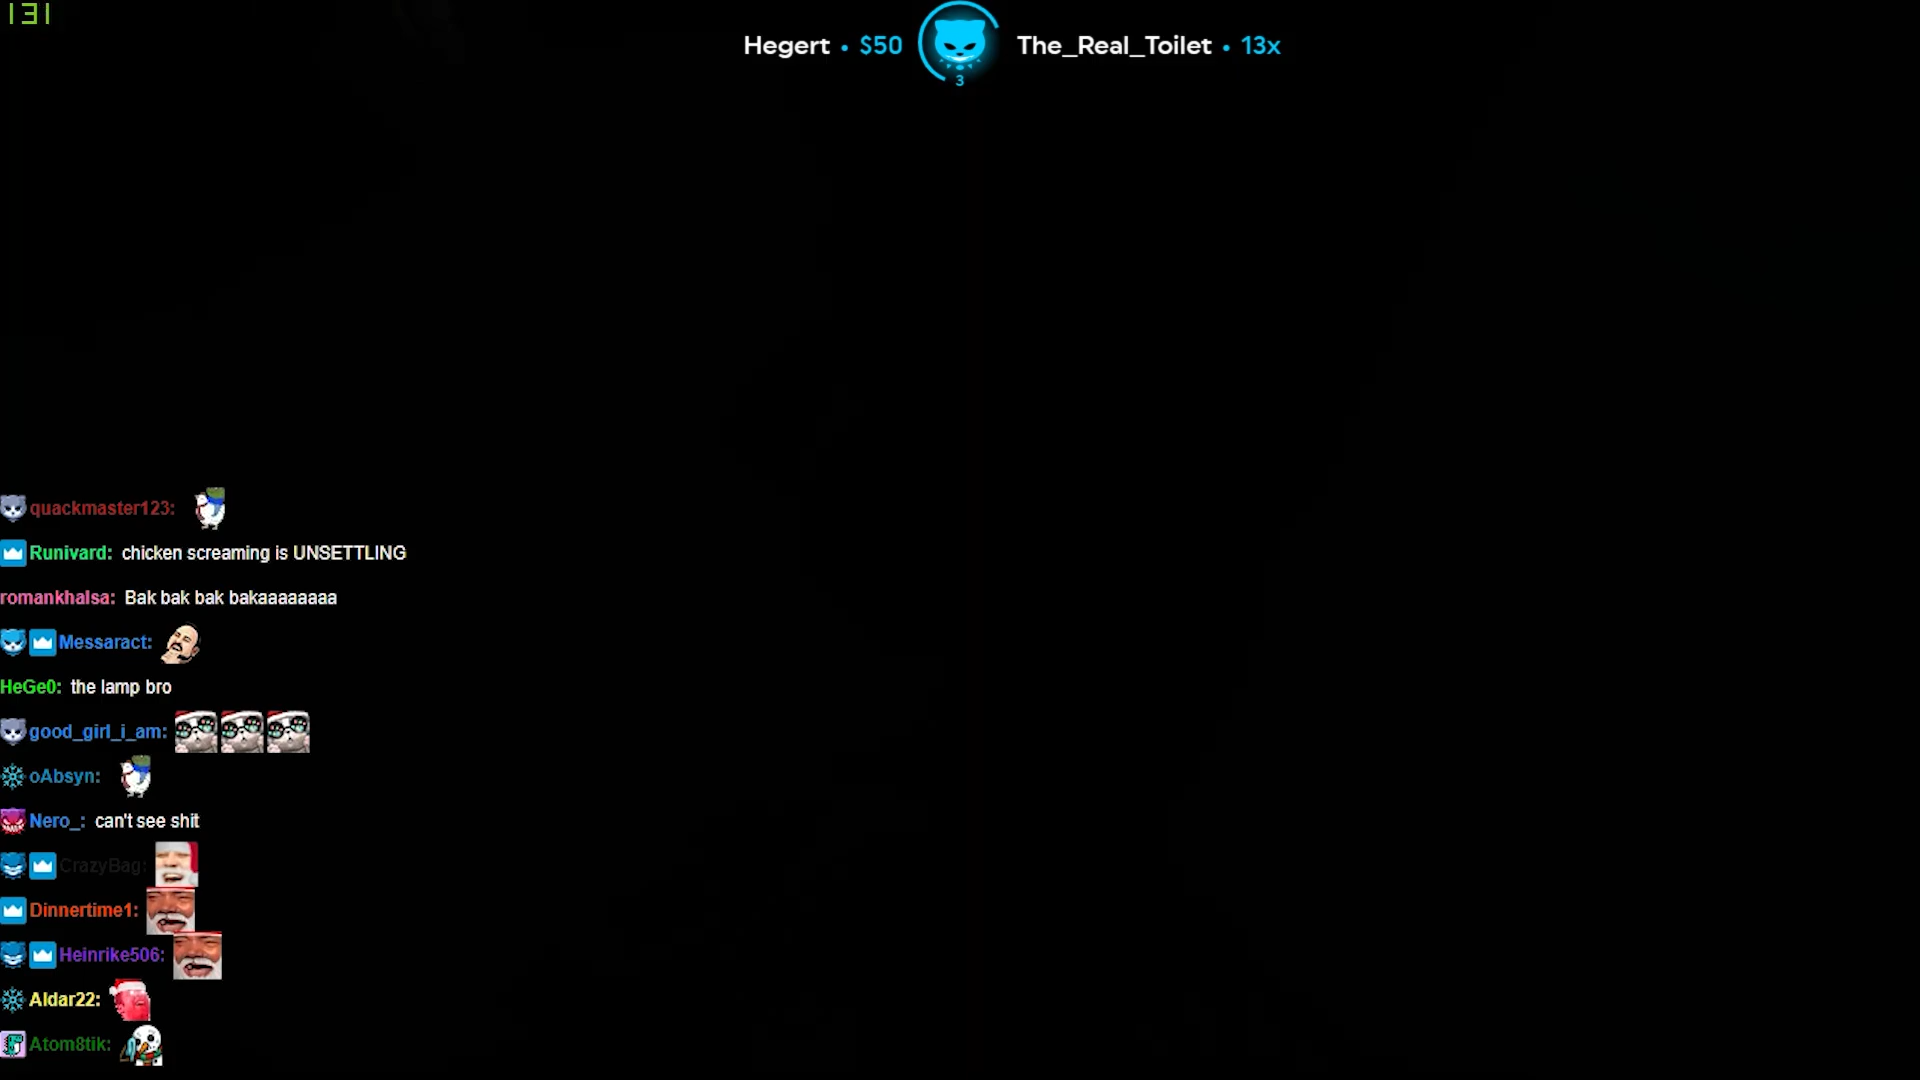 131
Hegert • $50 3 The_Real_Toilet • 13x
quackmaster123:
Runivard: chicken screaming is UNSETTLING
romankhalsa: Bak bak bak bakaaaaaaaa
Messaract:
HeGe0: the lamp bro
good_girl_i_am:
oAbsyn:
Nero_: can't see shit
CrazyBag:
Dinnertime1:
Heinrike506:
Aldar22:
Atom8tik: